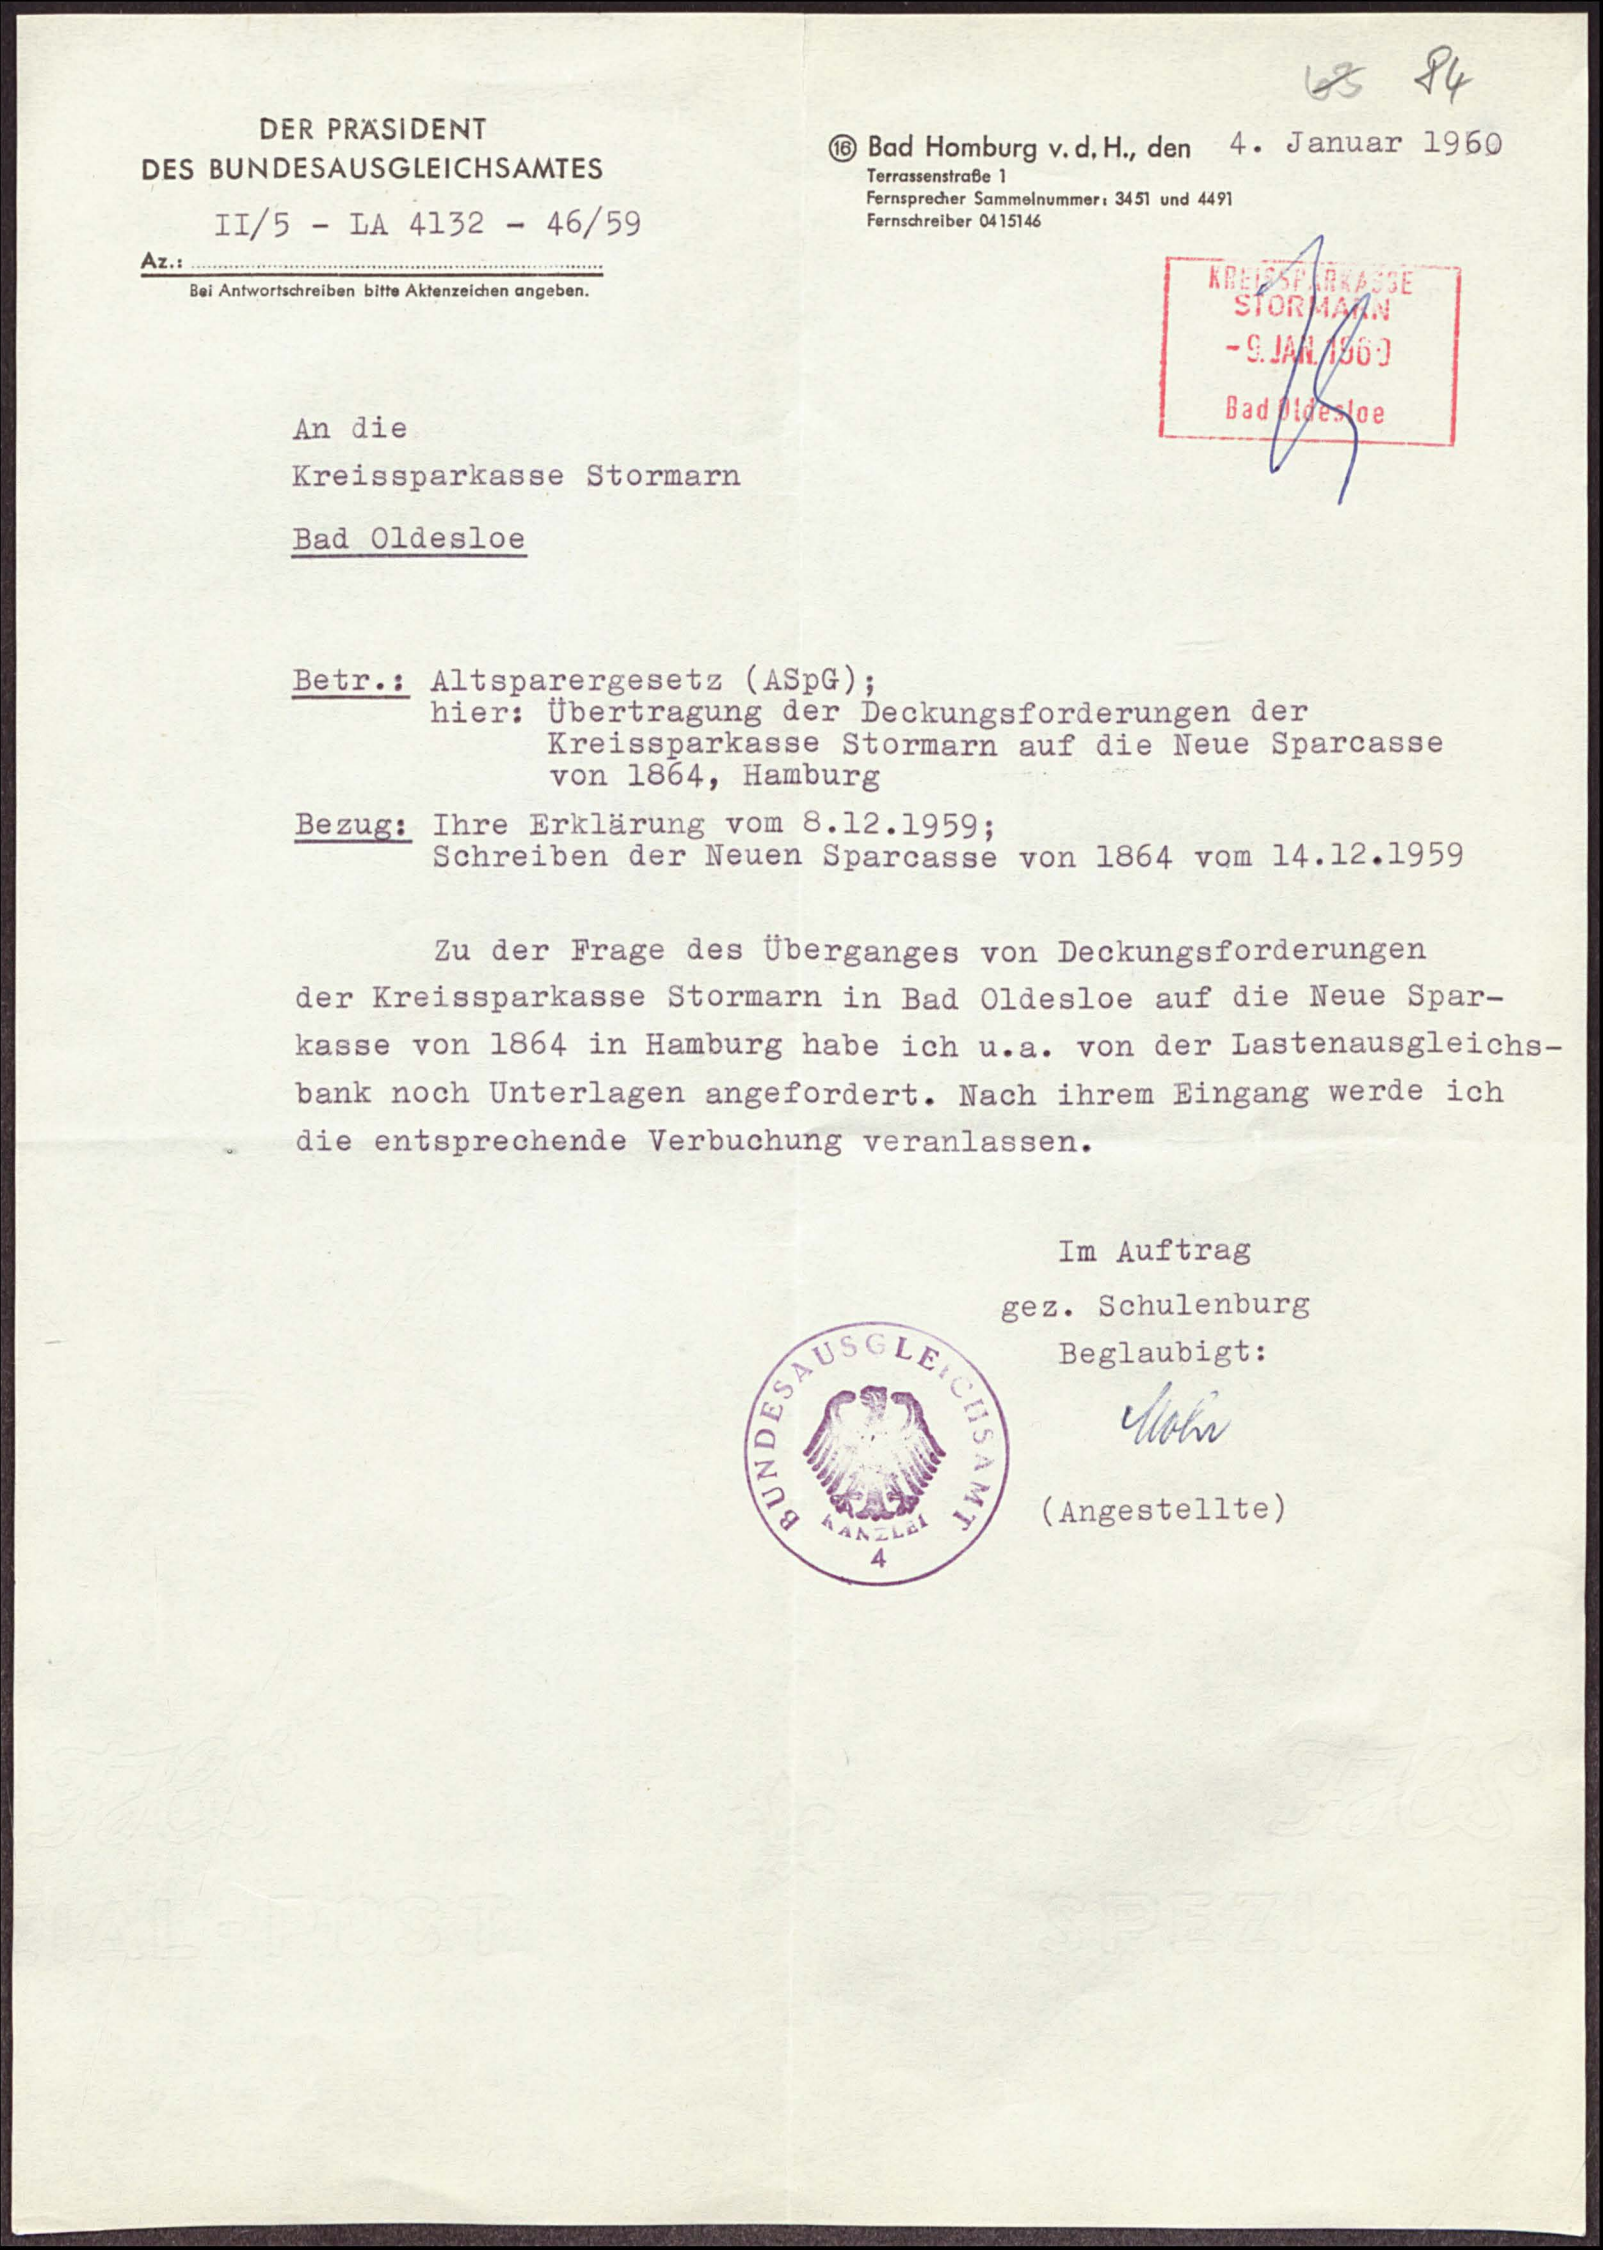 84
DER PRÄSIDENT
DES BUNDESAUSGLEICHSAMTES
II/5 - LA 4132 - 46/59
Az.:
Bei Antwortschreiben bitte Aktenzeichen angeben.
16 Bad Homburg v. d. H., den 4. Januar 1960
Terrassenstraße 1
Fernsprecher Sammelnummer: 3451 und 4491
Fernschreiber 0415146
KREISSPARKASSE
STORMARN
-9. JAN. 1960
Bad Oldesloe
An die
Kreissparkasse Stormarn
Bad Oldesloe
Betr.: Altsparergesetz (ASpG);
hier: Übertragung der Deckungsforderungen der
Kreissparkasse Stormarn auf die Neue Sparcasse
von 1864, Hamburg
Bezug: Ihre Erklärung vom 8.12.1959;
Schreiben der Neuen Sparcasse von 1864 vom 14.12.1959
Zu der Frage des Überganges von Deckungsforderungen
der Kreissparkasse Stormarn in Bad Oldesloe auf die Neue Spar-
kasse von 1864 in Hamburg habe ich u.a. von der Lastenausgleichs-
bank noch Unterlagen angefordert. Nach ihrem Eingang werde ich
die entsprechende Verbuchung veranlassen.
Im Auftrag
gez. Schulenburg
Beglaubigt:
(Angestellte)
BUNDESAUSGLEICHSAMT
KANZLEI
4